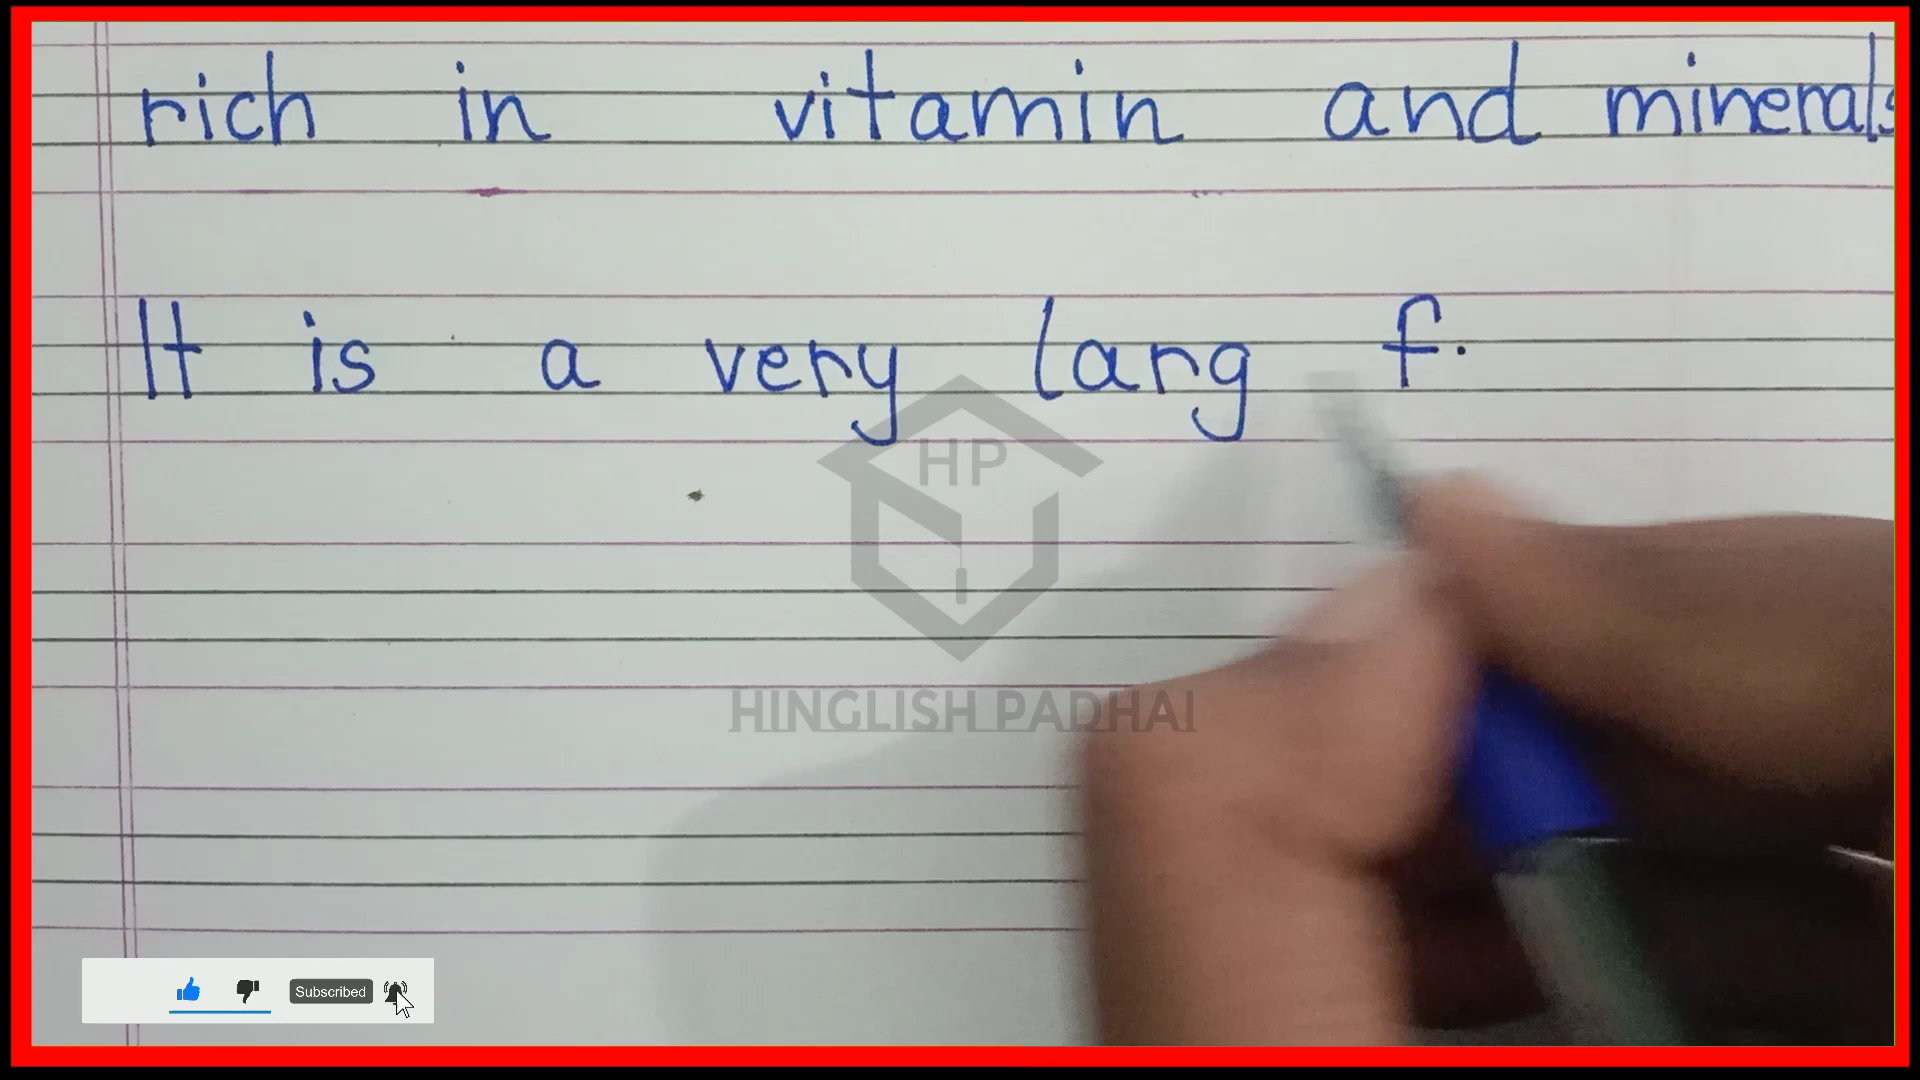 rich in vitamin and minerals
It is a very larg f.
HP
HINGLISH PADHAI
Subscribed